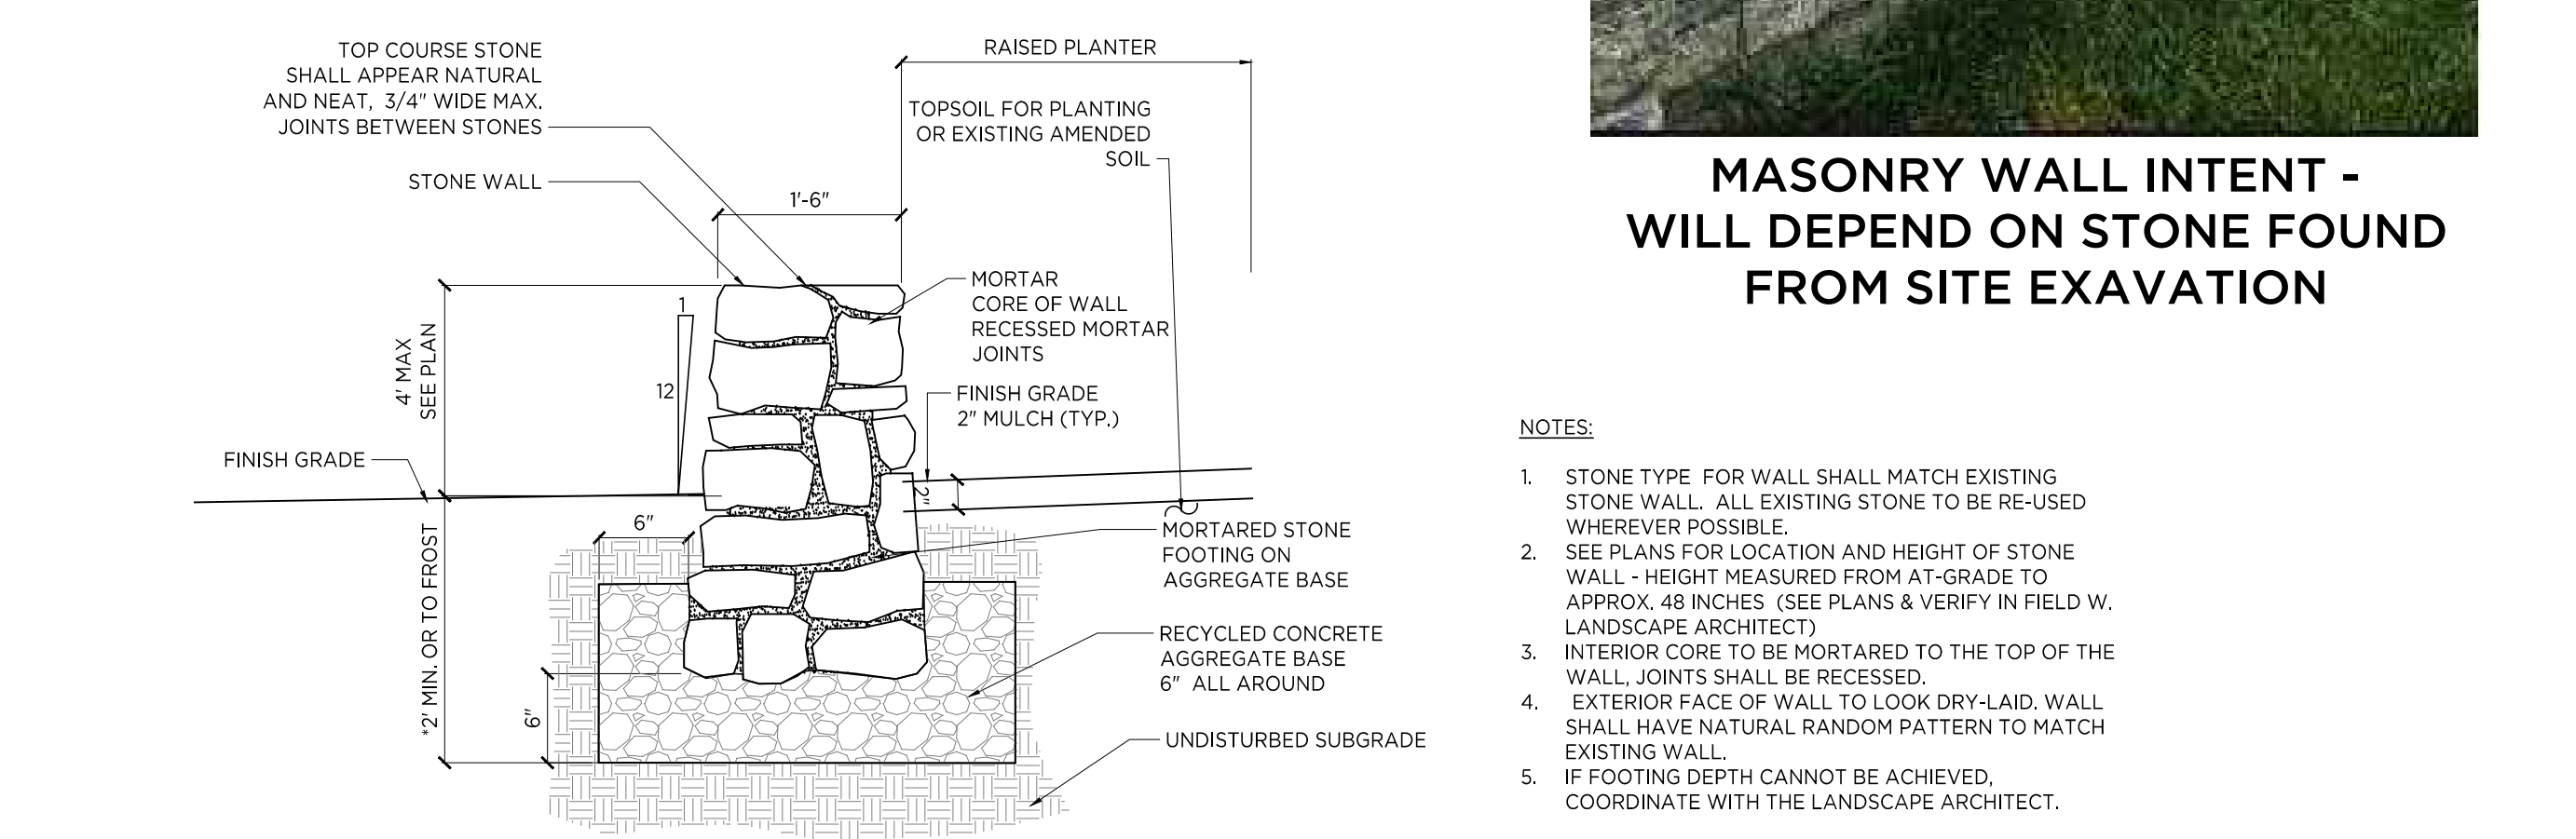 TOP COURSE STONE
SHALL APPEAR NATURAL
AND NEAT, 3/4" WIDE MAX.
JOINTS BETWEEN STONES
STONE WALL
RAISED PLANTER
TOPSOIL FOR PLANTING
OR EXISTING AMENDED
SOIL
1'-6"
MORTAR
CORE OF WALL
RECESSED MORTAR
JOINTS
1
12
4' MAX
SEE PLAN
FINISH GRADE
2" MULCH (TYP.)
FINISH GRADE
2"
6"
*2' MIN. OR TO FROST
6"
MORTARED STONE
FOOTING ON
AGGREGATE BASE
RECYCLED CONCRETE
AGGREGATE BASE
6" ALL AROUND
UNDISTURBED SUBGRADE
MASONRY WALL INTENT -
WILL DEPEND ON STONE FOUND
FROM SITE EXAVATION
NOTES:
1. STONE TYPE FOR WALL SHALL MATCH EXISTING
STONE WALL. ALL EXISTING STONE TO BE RE-USED
WHEREVER POSSIBLE.
2. SEE PLANS FOR LOCATION AND HEIGHT OF STONE
WALL - HEIGHT MEASURED FROM AT-GRADE TO
APPROX. 48 INCHES (SEE PLANS & VERIFY IN FIELD W.
LANDSCAPE ARCHITECT)
3. INTERIOR CORE TO BE MORTARED TO THE TOP OF THE
WALL, JOINTS SHALL BE RECESSED.
4. EXTERIOR FACE OF WALL TO LOOK DRY-LAID. WALL
SHALL HAVE NATURAL RANDOM PATTERN TO MATCH
EXISTING WALL.
5. IF FOOTING DEPTH CANNOT BE ACHIEVED,
COORDINATE WITH THE LANDSCAPE ARCHITECT.